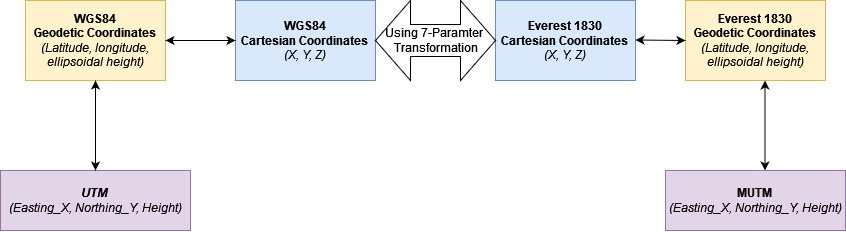 WGS84
Geodetic Coordinates
(Latitude, longitude,
ellipsoidal height)
WGS84
Cartesian Coordinates
(X, Y, Z)
Using 7-Paramter
Transformation
Everest 1830
Cartesian Coordinates
(X, Y, Z)
Everest 1830
Geodetic Coordinates
(Latitude, longitude,
ellipsoidal height)
UTM
(Easting_X, Northing_Y, Height)
MUTM
(Easting_X, Northing_Y, Height)